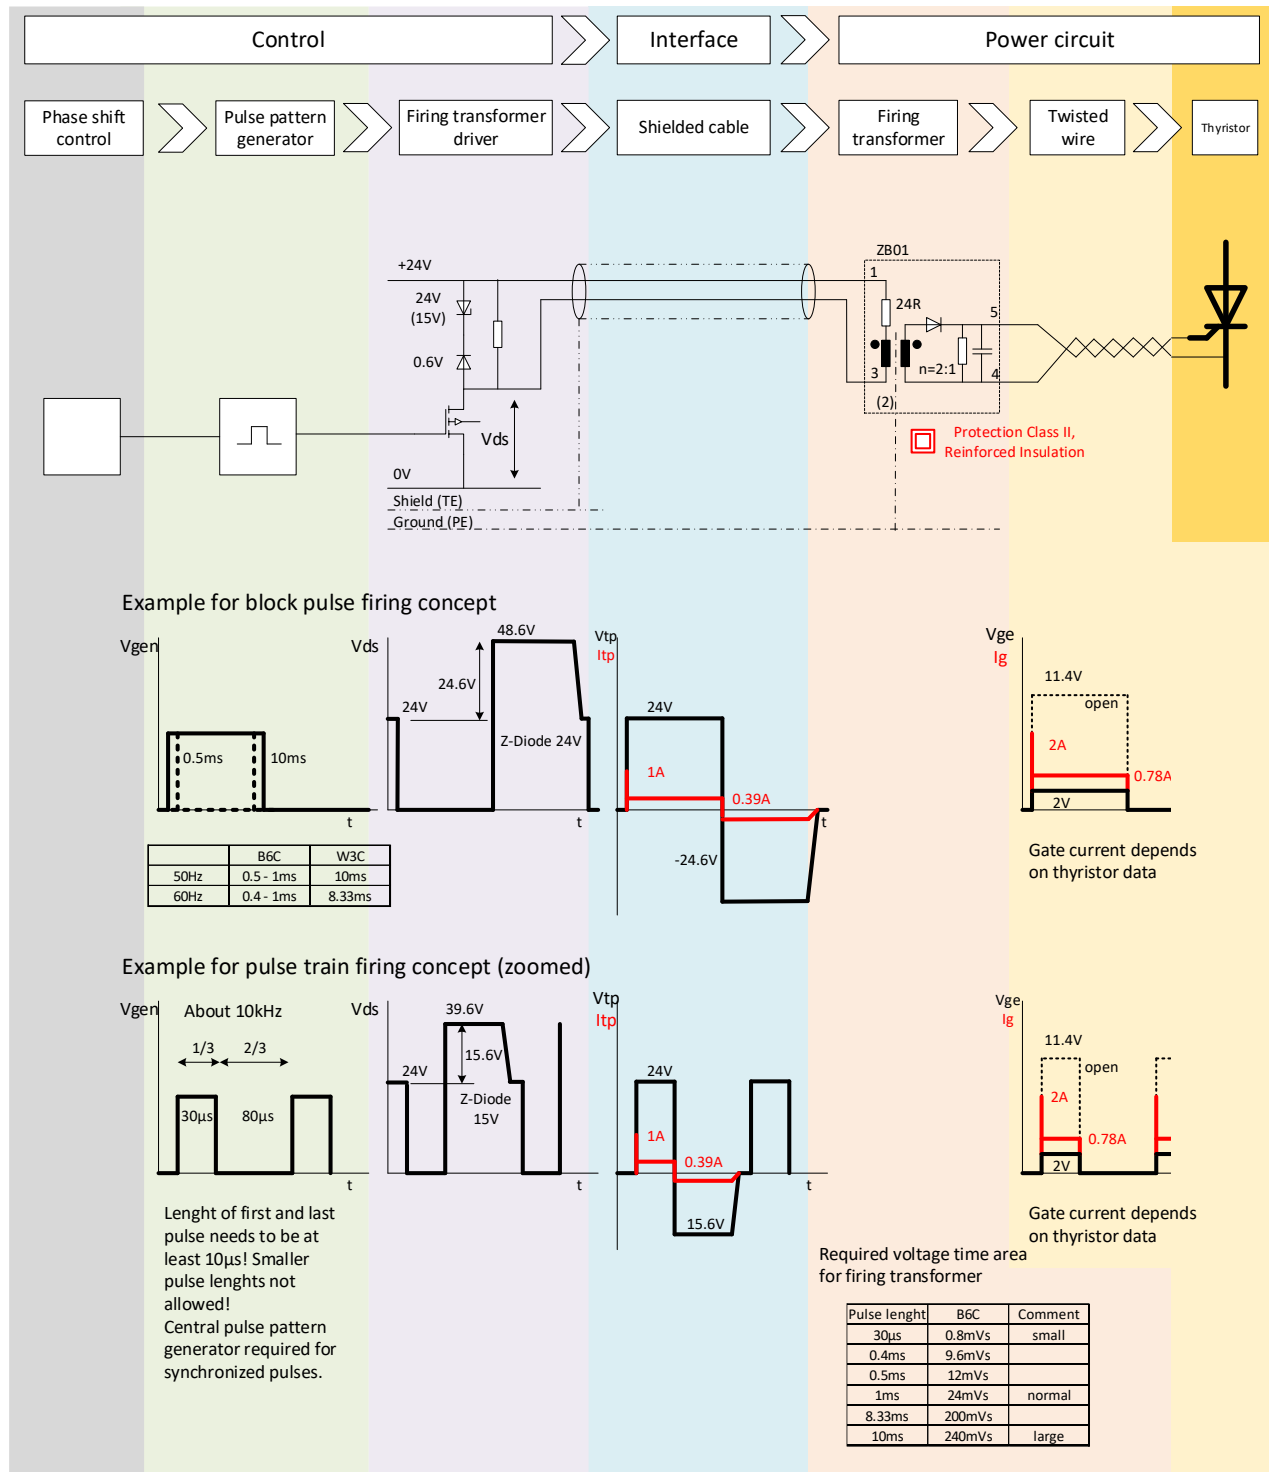 Control
Interface
Power circuit
Phase shift
control
Pulse pattern
generator
Firing transformer
driver
Shielded cable
Firing
transformer
Twisted
wire
Thyristor
+24V
24V
(15V)
0.6V
Vds
0V
Shield (TE)
Ground (PE)
ZB01
1
24R
5
n=2:1
3
4
(2)
Protection Class II,
Reinforced Insulation
Example for block pulse firing concept
Vgen
0.5ms
10ms
t
Vds
48.6V
24.6V
24V
Z-Diode 24V
t
Vtp
Itp
24V
1A
0.39A
t
-24.6V
Vge
Ig
11.4V
open
2A
0.78A
2V
Gate current depends
on thyristor data
B6C W3C
50Hz 0.5 - 1ms 10ms
60Hz 0.4 - 1ms 8.33ms
Example for pulse train firing concept (zoomed)
Vgen
About 10kHz
1/3 2/3
30µs
80µs
t
Vds
39.6V
15.6V
24V
Z-Diode
15V
t
Vtp
Itp
24V
1A
0.39A
t
15.6V
Vge
Ig
11.4V
open
2A
0.78A
2V
Gate current depends
on thyristor data
Lenght of first and last
pulse needs to be at
least 10µs! Smaller
pulse lenghts not
allowed!
Central pulse pattern
generator required for
synchronized pulses.
Required voltage time area
for firing transformer
Pulse lenght B6C Comment
30µs 0.8mVs small
0.4ms 9.6mVs
0.5ms 12mVs
1ms 24mVs normal
8.33ms 200mVs
10ms 240mVs large